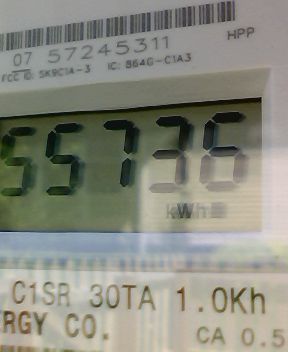 HPP
07 57245311
FCC ID: SK9C1A-3 IC: 864G-C1A3
55736
kWh
C1SR 30TA 1.0Kh
RGY CO.
CA 0.5